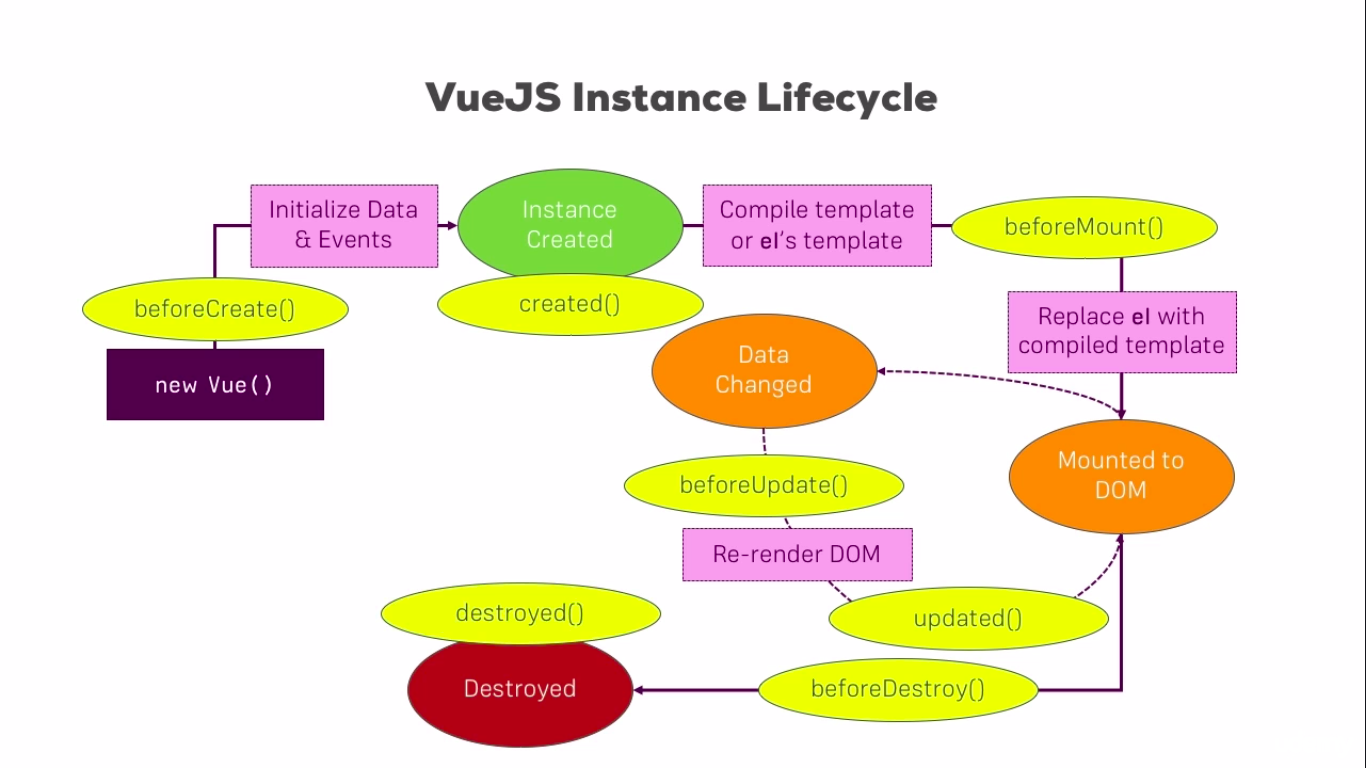 VueJS Instance Lifecycle
Initialize Data
& Events
Instance
Created
Compile template
or el's template
beforeMount()
beforeCreate()
created()
new Vue()
Replace el with
compiled template
Data
Changed
Mounted to
DOM
beforeUpdate()
Re-render DOM
updated()
destroyed()
Destroyed
beforeDestroy()